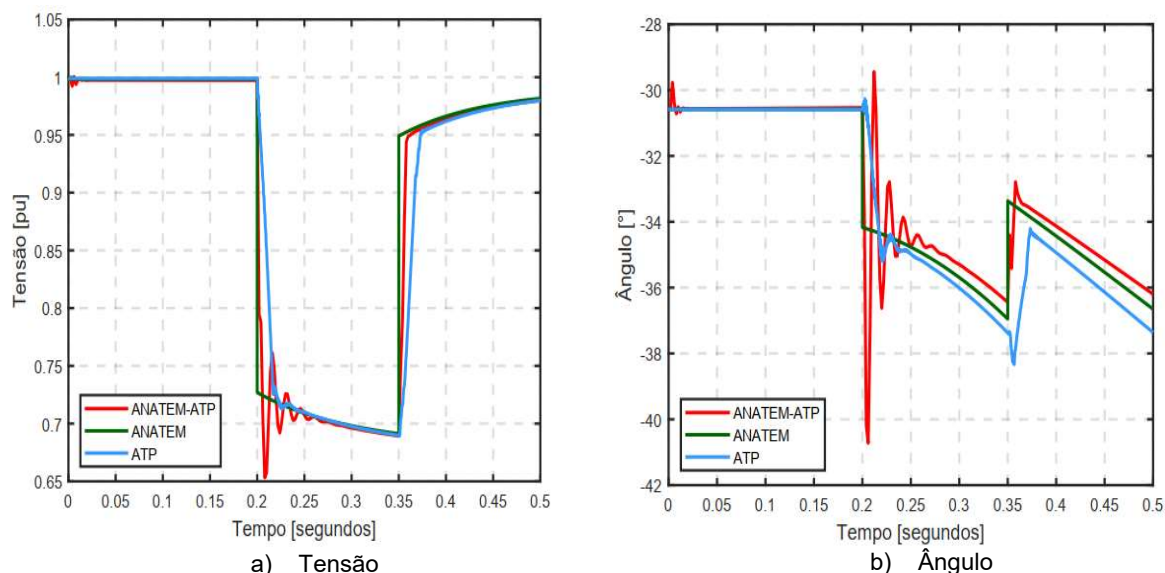 1.05
1
0.95
0.9
0.85
0.8
0.75
0.7
0.65
Tensão [pu]
ANATEM-ATP
ANATEM
ATP
0 0.05 0.1 0.15 0.2 0.25 0.3 0.35 0.4 0.45 0.5
Tempo [segundos]
a) Tensão
-28
-30
-32
-34
-36
-38
-40
-42
Ângulo [°]
ANATEM-ATP
ANATEM
ATP
0 0.05 0.1 0.15 0.2 0.25 0.3 0.35 0.4 0.45 0.5
Tempo [segundos]
b) Ângulo